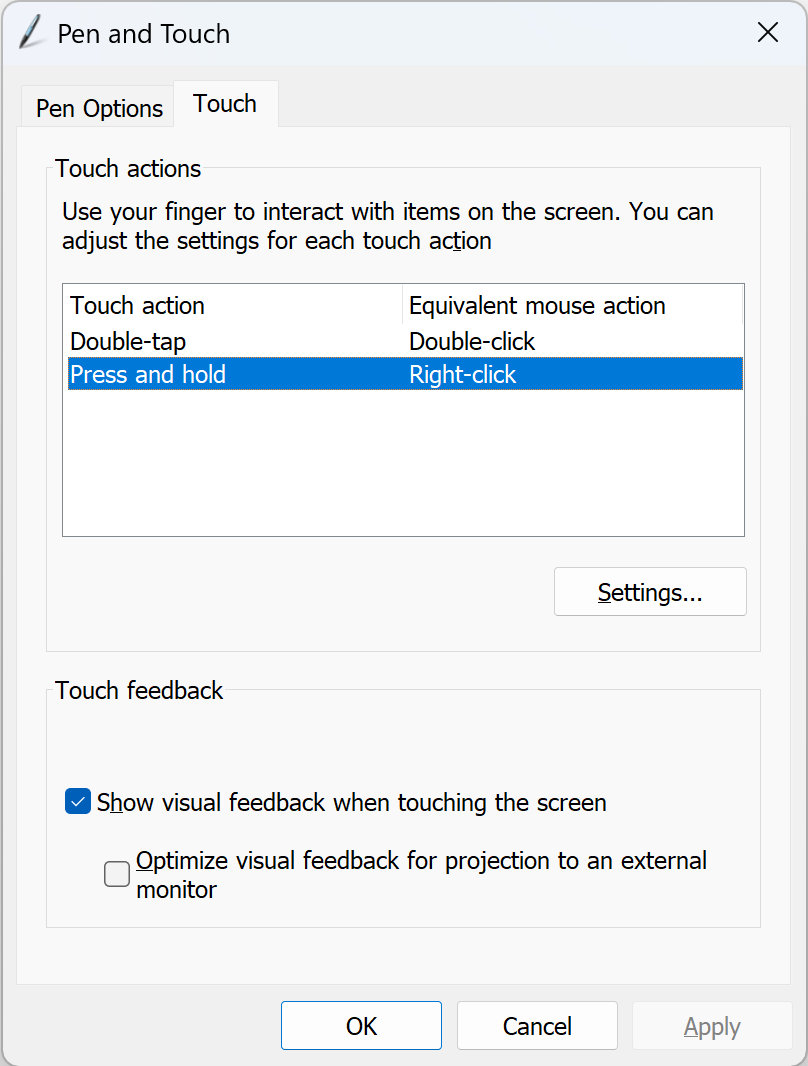 Pen and Touch
Pen Options
Touch
Touch actions
Use your finger to interact with items on the screen. You can
adjust the settings for each touch action
Touch action Equivalent mouse action
Double-tap Double-click
Press and hold Right-click
Settings...
Touch feedback
Show visual feedback when touching the screen
Optimize visual feedback for projection to an external
monitor
OK Cancel Apply